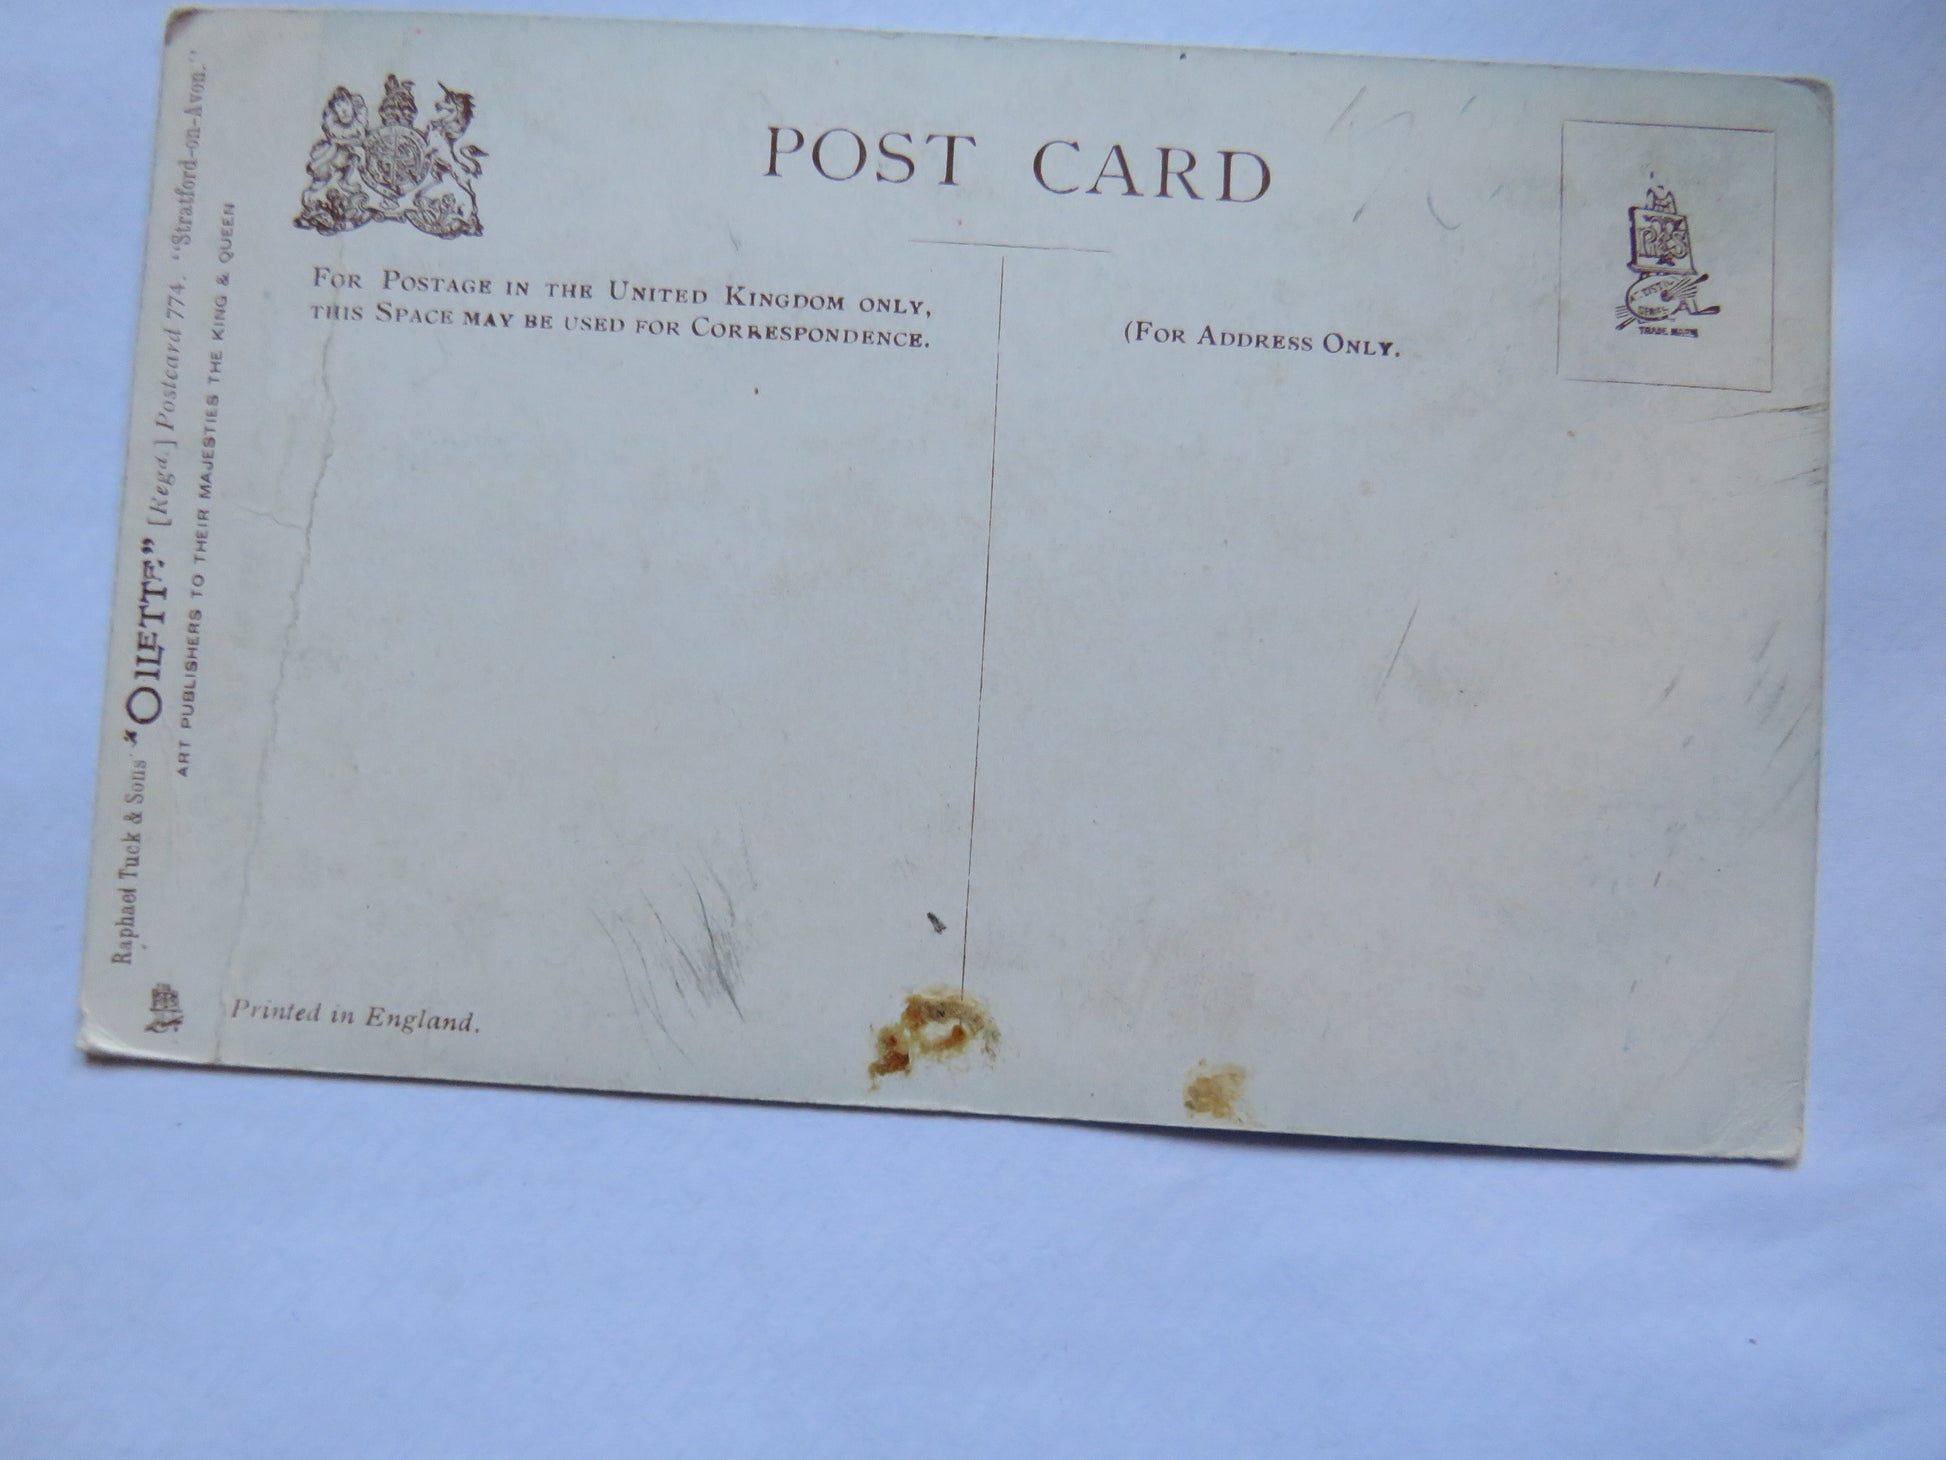 POST CARD
FOR POSTAGE IN THE UNITED KINGDOM ONLY,
THIS SPACE MAY BE USED FOR CORRESPONDENCE.
(FOR ADDRESS ONLY.
TRADE MARK
Raphael Tuck & Sons' "OILETTE" [Regd.] Postcard 774. "Stratford-on-Avon."
ART PUBLISHERS TO THEIR MAJESTIES THE KING & QUEEN
Printed in England.